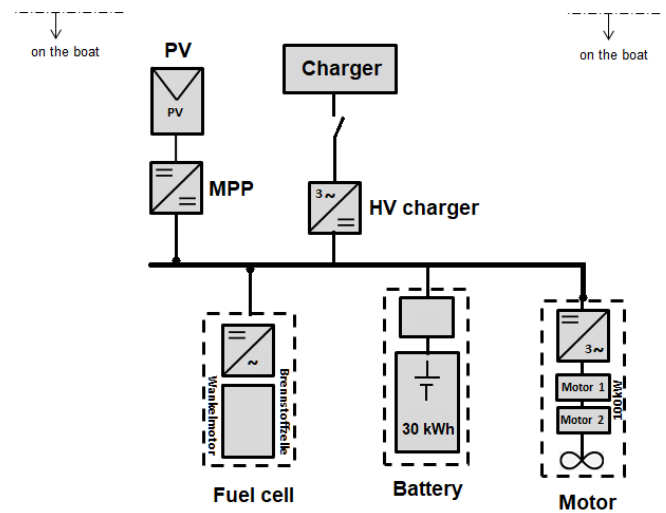 on the boat
on the boat
PV
Charger
PV
MPP
3~
HV charger
~
Wankelmotor
Brennstoffzelle
30 kWh
3~
Motor 1
Motor 2
100kW
Fuel cell
Battery
Motor